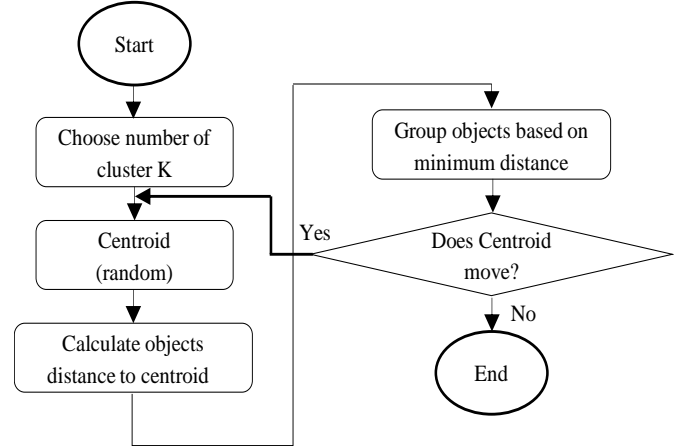 Start
Choose number of
cluster K
Centroid
(random)
Calculate objects
distance to centroid
Group objects based on
minimum distance
Does Centroid
move?
Yes
No
End